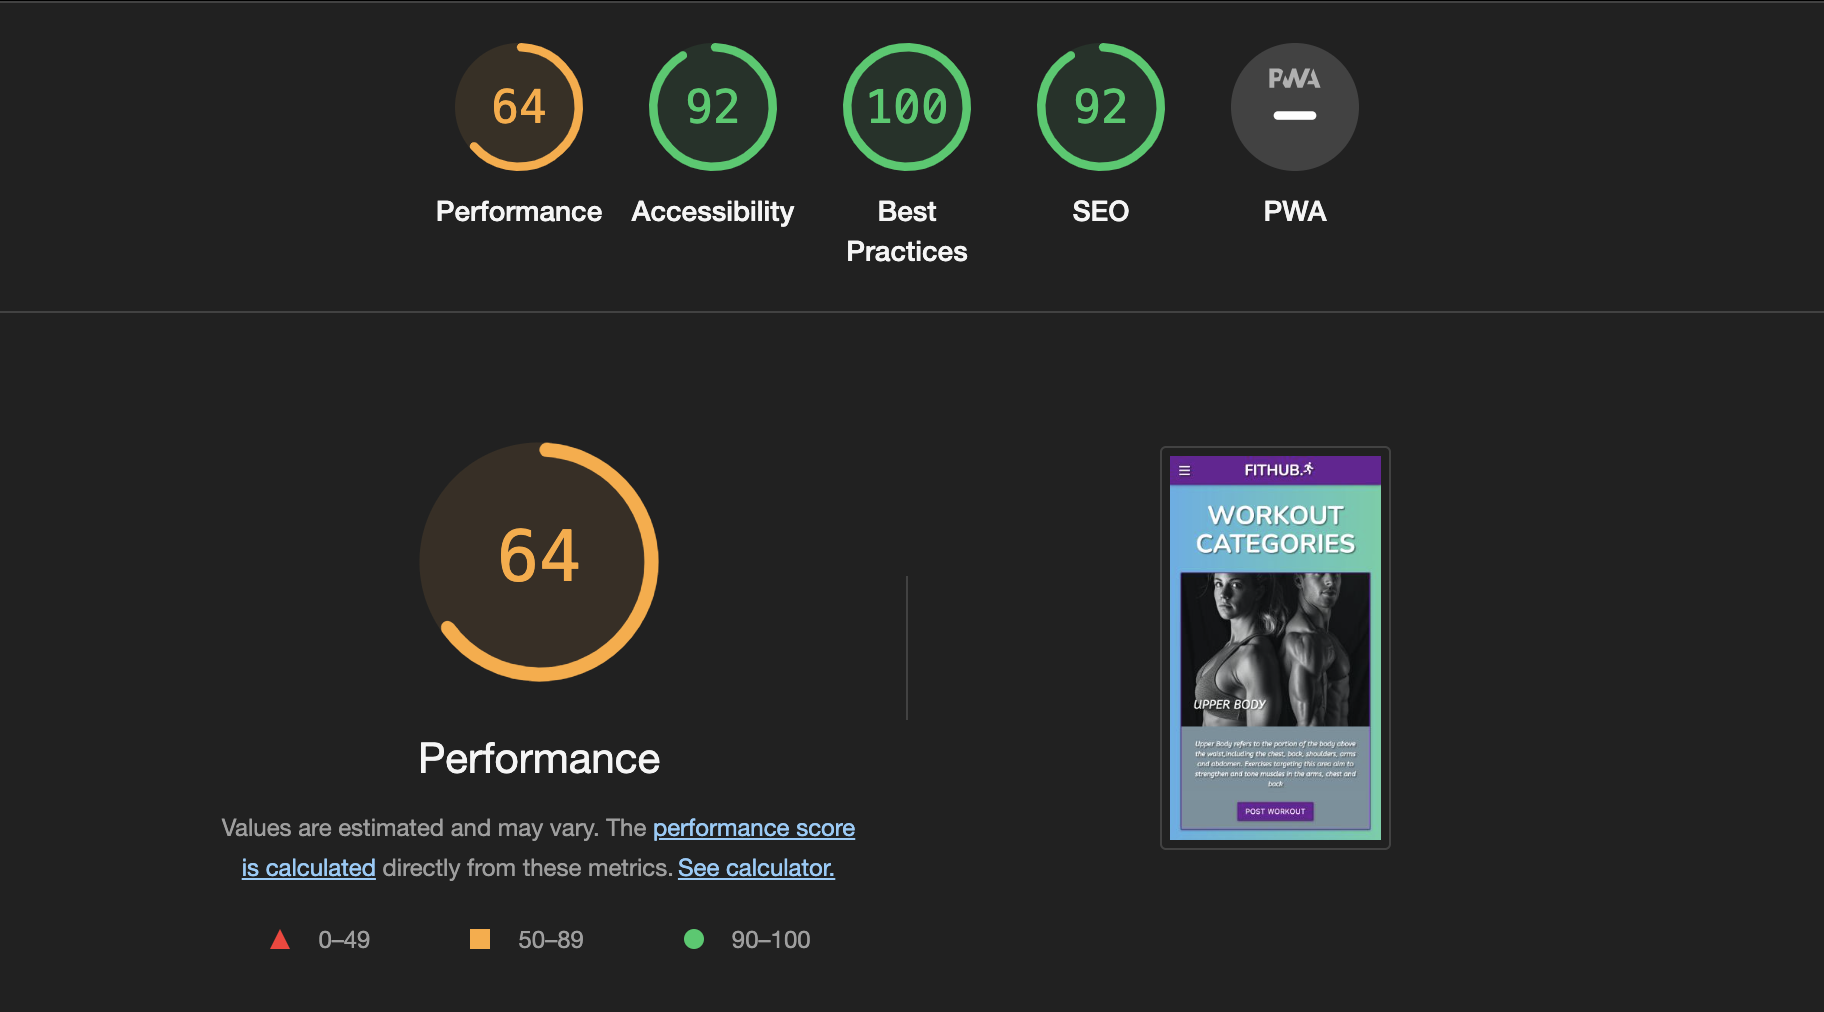 64
92
100
92
PWA
Performance
Accessibility
Best
Practices
SEO
PWA
64
Performance
Values are estimated and may vary. The performance score
is calculated directly from these metrics. See calculator.
0–49
50–89
90–100
FITHUB.
WORKOUT
CATEGORIES
UPPER BODY
Upper Body refers to the portion of the body above
the waist,including the chest, back, shoulders, arms
and abdomen. Exercises targeting this area aim to
strengthen and tone muscles in the arms, chest and
back
POST WORKOUT